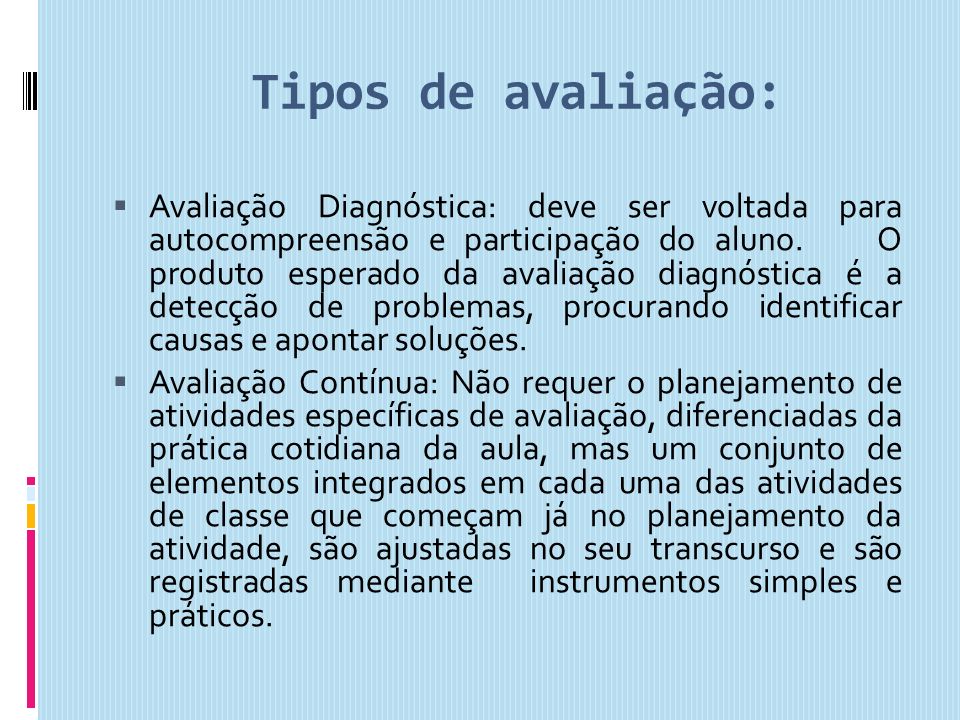 Tipos de avaliação:
▪ Avaliação Diagnóstica: deve ser voltada para
autocompreensão e participação do aluno. O
produto esperado da avaliação diagnóstica é a
detecção de problemas, procurando identificar
causas e apontar soluções.
▪ Avaliação Contínua: Não requer o planejamento de
atividades específicas de avaliação, diferenciadas da
prática cotidiana da aula, mas um conjunto de
elementos integrados em cada uma das atividades
de classe que começam já no planejamento da
atividade, são ajustadas no seu transcurso e são
registradas mediante instrumentos simples e
práticos.